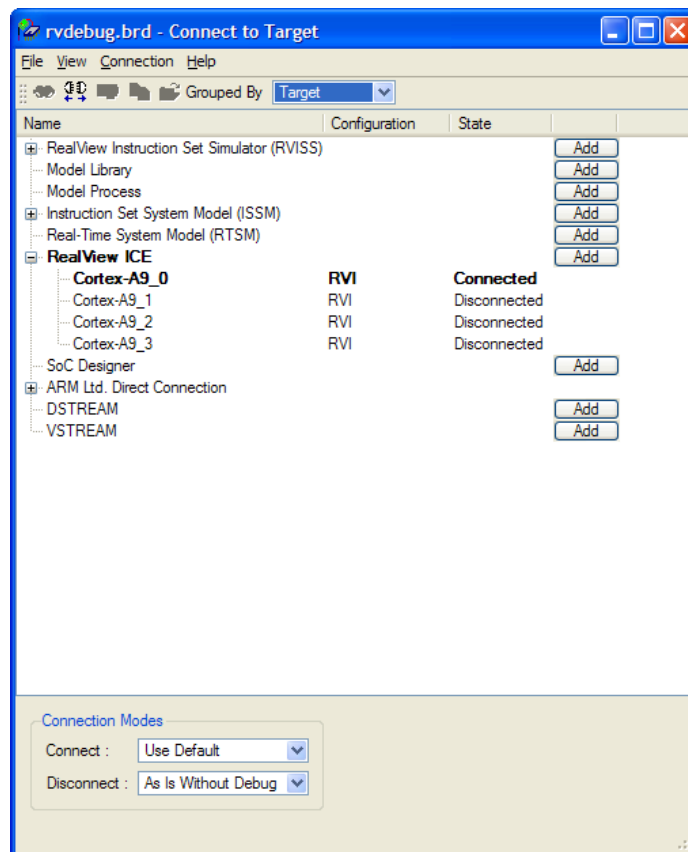 rvdebug.brd - Connect to Target
File View Connection Help
Grouped By Target
Name Configuration State
RealView Instruction Set Simulator (RVISS) Add
Model Library Add
Model Process Add
Instruction Set System Model (ISSM) Add
Real-Time System Model (RTSM) Add
RealView ICE Add
Cortex-A9_0 RVI Connected
Cortex-A9_1 RVI Disconnected
Cortex-A9_2 RVI Disconnected
Cortex-A9_3 RVI Disconnected
SoC Designer Add
ARM Ltd. Direct Connection
DSTREAM Add
VSTREAM Add
Connection Modes
Connect : Use Default
Disconnect : As Is Without Debug